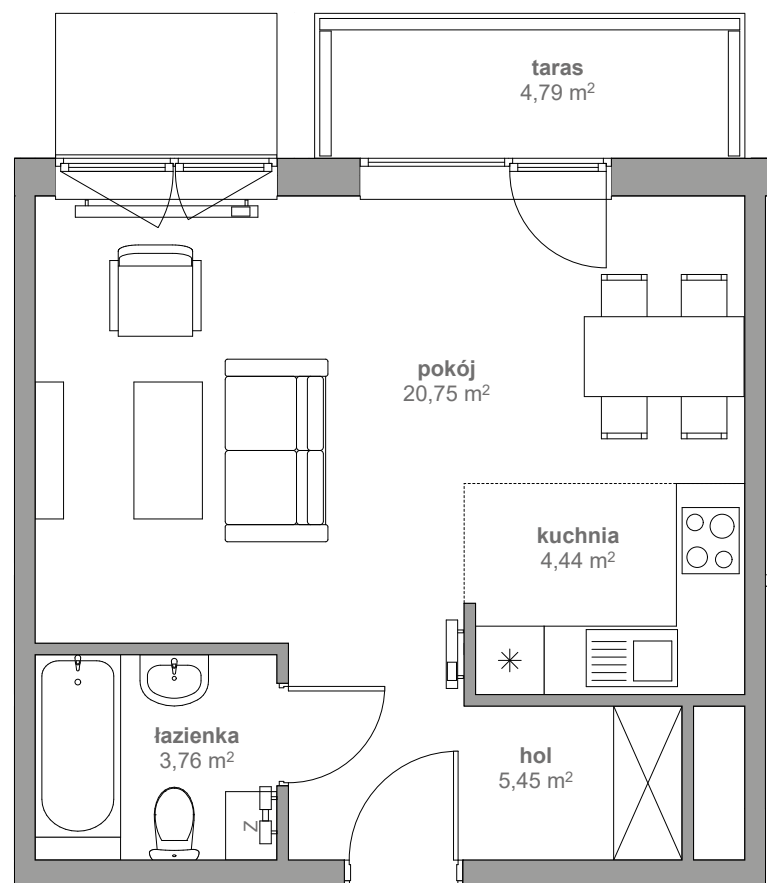 taras
4,79 m²
pokój
20,75 m²
kuchnia
4,44 m²
łazienka
3,76 m²
hol
5,45 m²
Z